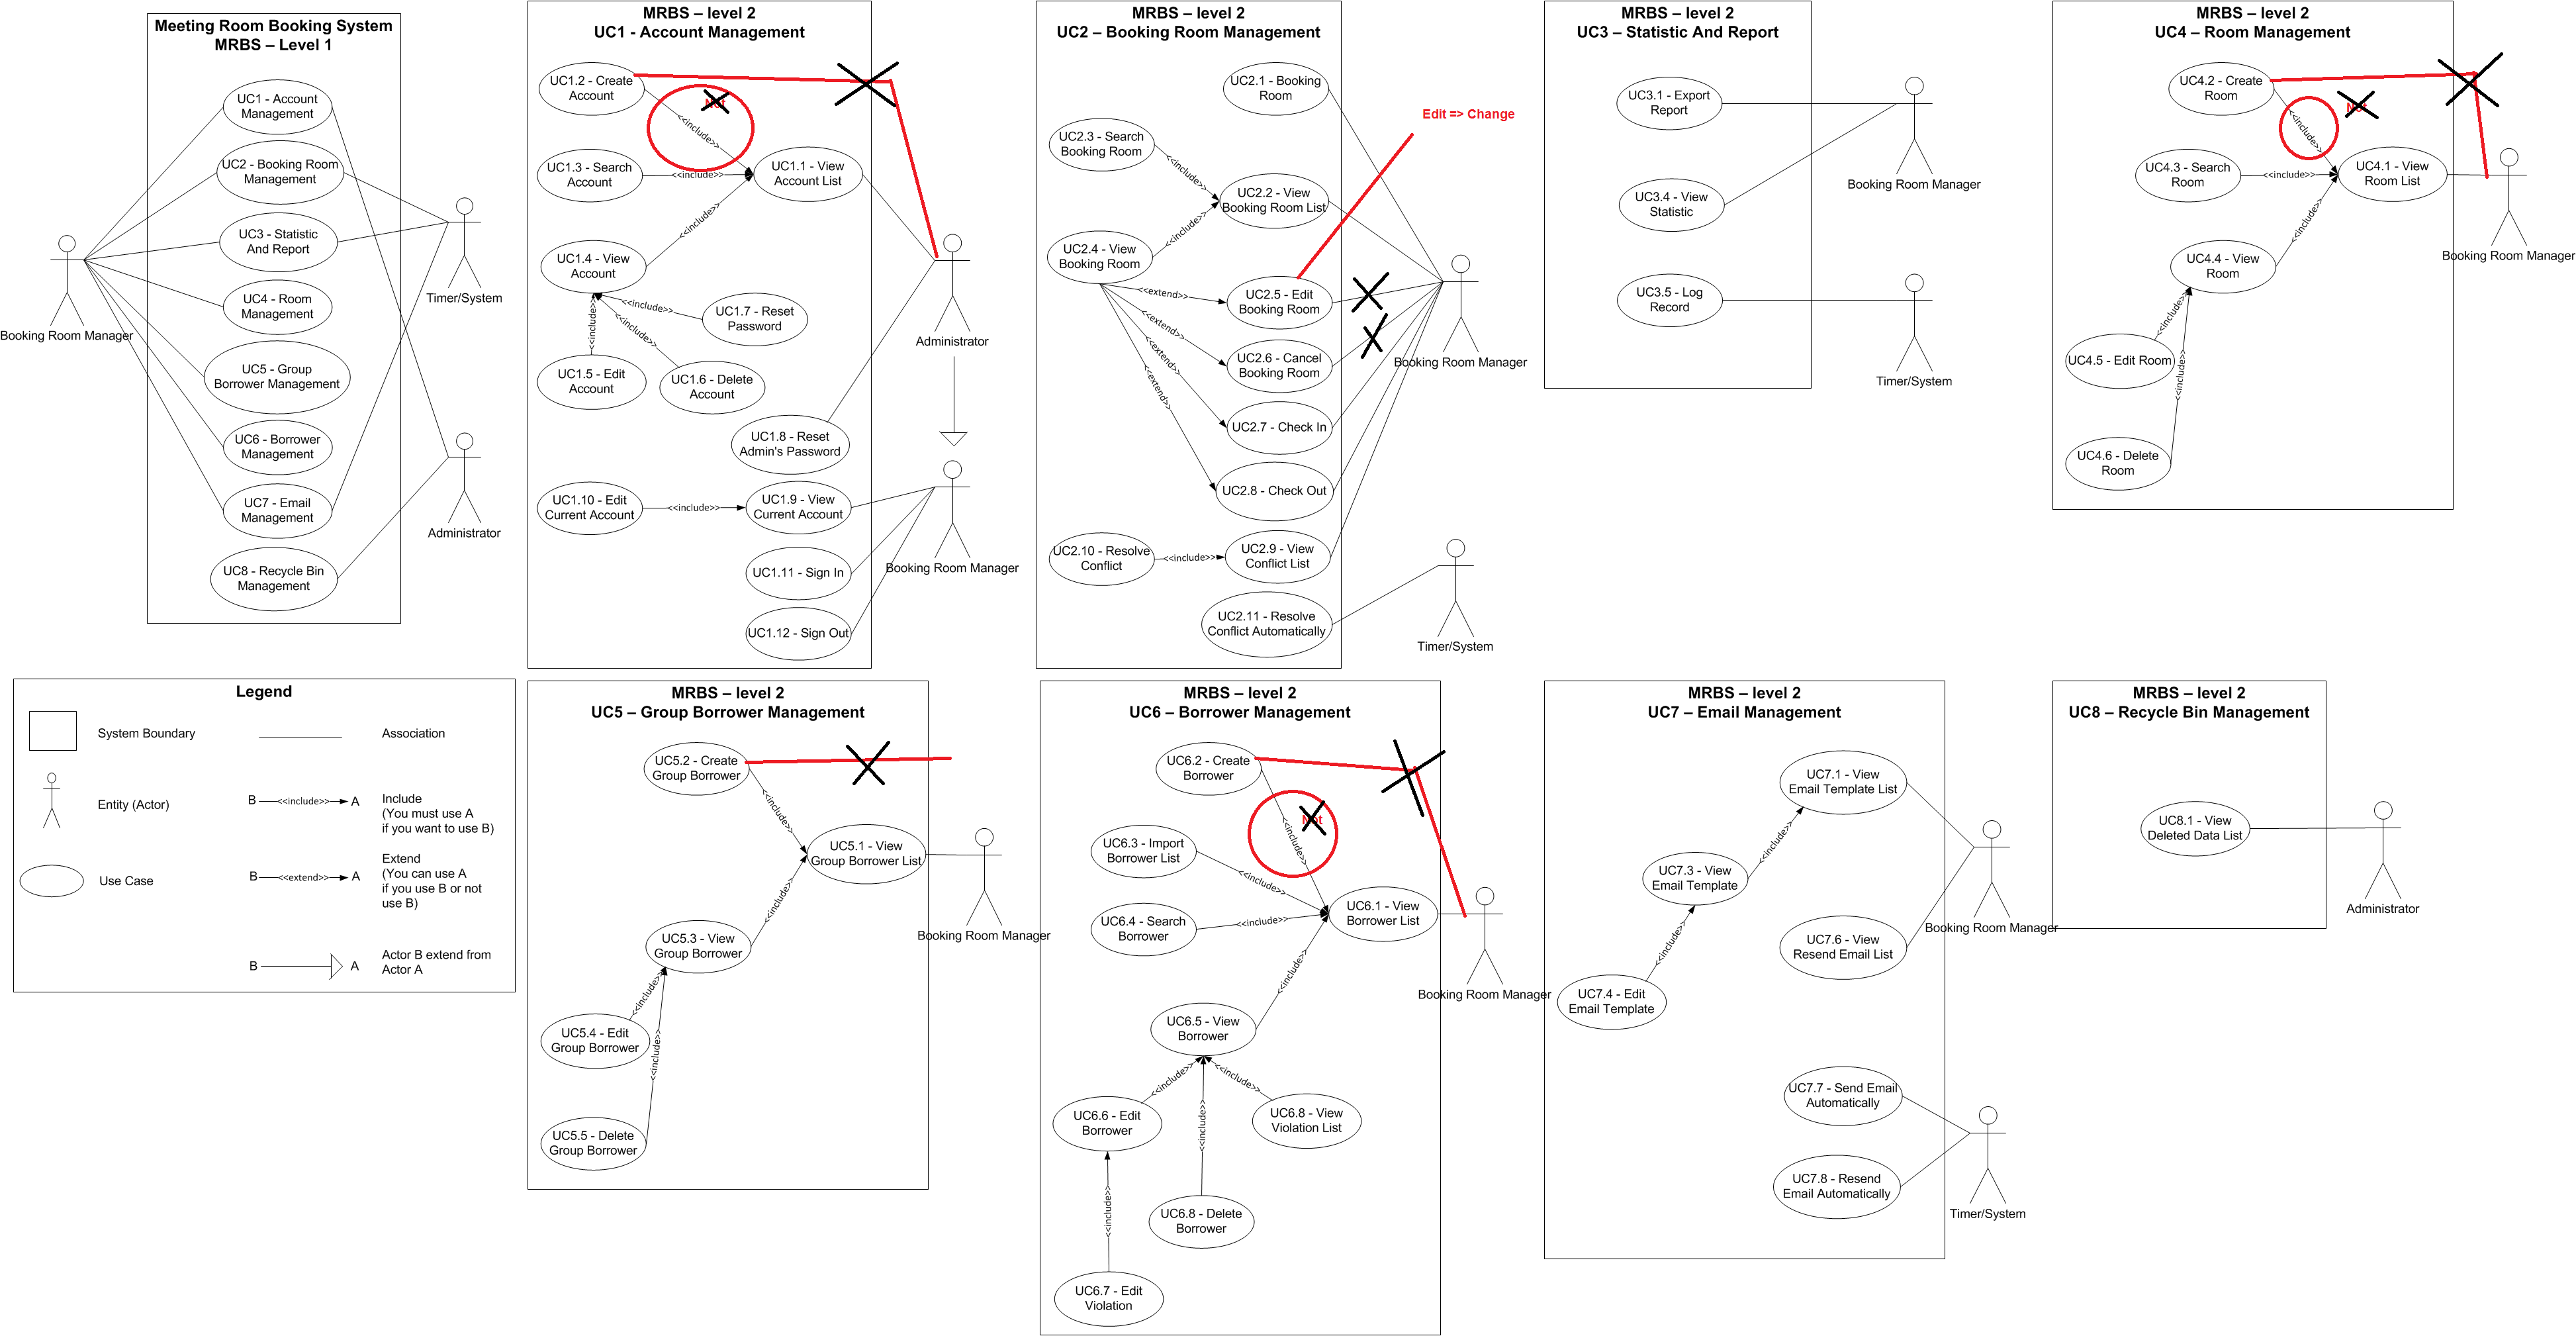 Meeting Room Booking System
MRBS – Level 1
UC1 - Account
Management
UC2 - Booking Room
Management
UC3 - Statistic
And Report
UC4 - Room
Management
UC5 - Group
Borrower Management
UC6 - Borrower
Management
UC7 - Email
Management
UC8 - Recycle Bin
Management
Booking Room Manager
Timer/System
Administrator
MRBS – level 2
UC1 - Account Management
UC1.2 - Create
Account
Not
<<include>>
UC1.3 - Search
Account
<<include>>
UC1.1 - View
Account List
<<include>>
UC1.4 - View
Account
<<include>>
UC1.7 - Reset
Password
<<include>>
<<include>>
UC1.5 - Edit
Account
UC1.6 - Delete
Account
UC1.8 - Reset
Admin's Password
UC1.10 - Edit
Current Account
<<include>>
UC1.9 - View
Current Account
UC1.11 - Sign In
UC1.12 - Sign Out
Administrator
Booking Room Manager
MRBS – level 2
UC2 – Booking Room Management
UC2.1 - Booking
Room
Edit => Change
UC2.3 - Search
Booking Room
<<include>>
UC2.2 - View
Booking Room List
<<include>>
UC2.4 - View
Booking Room
<<extend>>
UC2.5 - Edit
Booking Room
<<extend>>
UC2.6 - Cancel
Booking Room
<<extend>>
<<extend>>
UC2.7 - Check In
UC2.8 - Check Out
UC2.10 - Resolve
Conflict
<<include>>
UC2.9 - View
Conflict List
UC2.11 - Resolve
Conflict Automatically
Booking Room Manager
Timer/System
MRBS – level 2
UC3 – Statistic And Report
UC3.1 - Export
Report
UC3.4 - View
Statistic
UC3.5 - Log
Record
Booking Room Manager
Timer/System
MRBS – level 2
UC4 – Room Management
UC4.2 - Create
Room
<<include>>
Not
UC4.3 - Search
Room
<<include>>
UC4.1 - View
Room List
<<include>>
UC4.4 - View
Room
<<include>>
UC4.5 - Edit Room
<<include>>
UC4.6 - Delete
Room
Booking Room Manager
Legend
System Boundary
Association
Entity (Actor)
B <<include>> A
Include
(You must use A
if you want to use B)
Use Case
B <<extend>> A
Extend
(You can use A
if you use B or not
use B)
B A
Actor B extend from
Actor A
MRBS – level 2
UC5 – Group Borrower Management
UC5.2 - Create
Group Borrower
<<include>>
UC5.1 - View
Group Borrower List
<<include>>
UC5.3 - View
Group Borrower
<<include>>
UC5.4 - Edit
Group Borrower
<<include>>
UC5.5 - Delete
Group Borrower
Booking Room Manager
MRBS – level 2
UC6 – Borrower Management
UC6.2 - Create
Borrower
Not
<<include>>
UC6.3 - Import
Borrower List
<<include>>
UC6.4 - Search
Borrower
<<include>>
UC6.1 - View
Borrower List
<<include>>
UC6.5 - View
Borrower
<<include>>
<<include>>
<<include>>
UC6.6 - Edit
Borrower
UC6.8 - View
Violation List
<<include>>
UC6.8 - Delete
Borrower
UC6.7 - Edit
Violation
Booking Room Manager
MRBS – level 2
UC7 – Email Management
UC7.1 - View
Email Template List
<<include>>
UC7.3 - View
Email Template
<<include>>
UC7.6 - View
Resend Email List
UC7.4 - Edit
Email Template
UC7.7 - Send Email
Automatically
UC7.8 - Resend
Email Automatically
Booking Room Manager
Timer/System
MRBS – level 2
UC8 – Recycle Bin Management
UC8.1 - View
Deleted Data List
Administrator